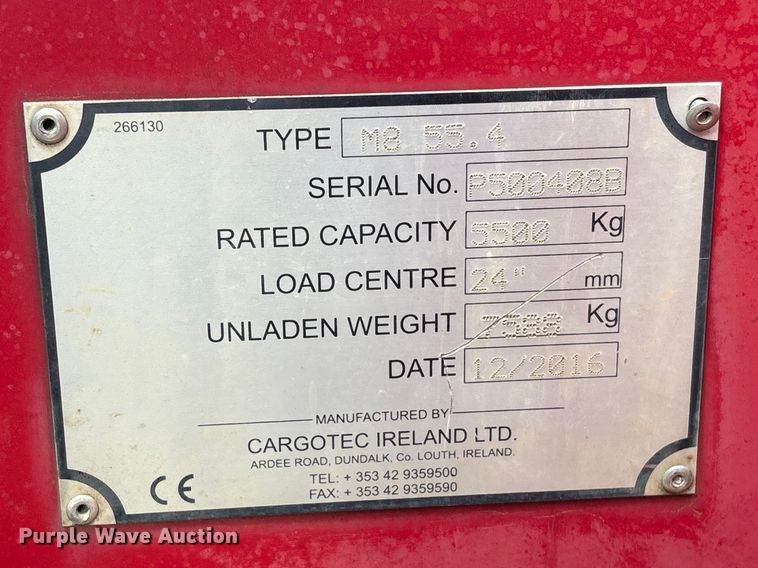 266130
TYPE M8 55.4
SERIAL No. P500408B
RATED CAPACITY 5500 Kg
LOAD CENTRE 24" mm
UNLADEN WEIGHT Kg
DATE 12/2016
MANUFACTURED BY
CARGOTEC IRELAND LTD.
ARDEE ROAD, DUNDALK, Co. LOUTH, IRELAND.
TEL: + 353 42 9359500
FAX: + 353 42 9359590
CE
Purple Wave Auction